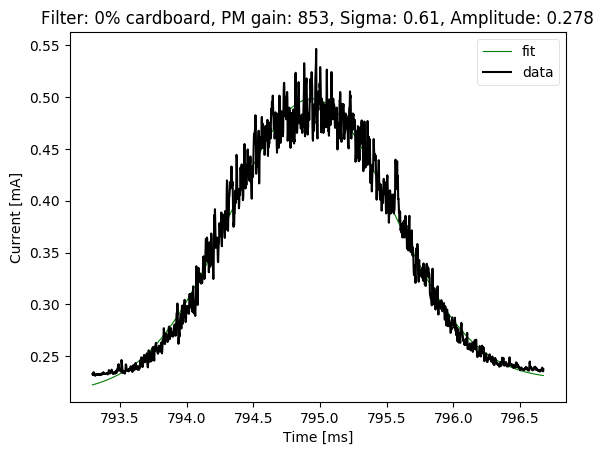 Filter: 0% cardboard, PM gain: 853, Sigma: 0.61, Amplitude: 0.278
fit
data
Current [mA]
0.55
0.50
0.45
0.40
0.35
0.30
0.25
793.5 794.0 794.5 795.0 795.5 796.0 796.5
Time [ms]